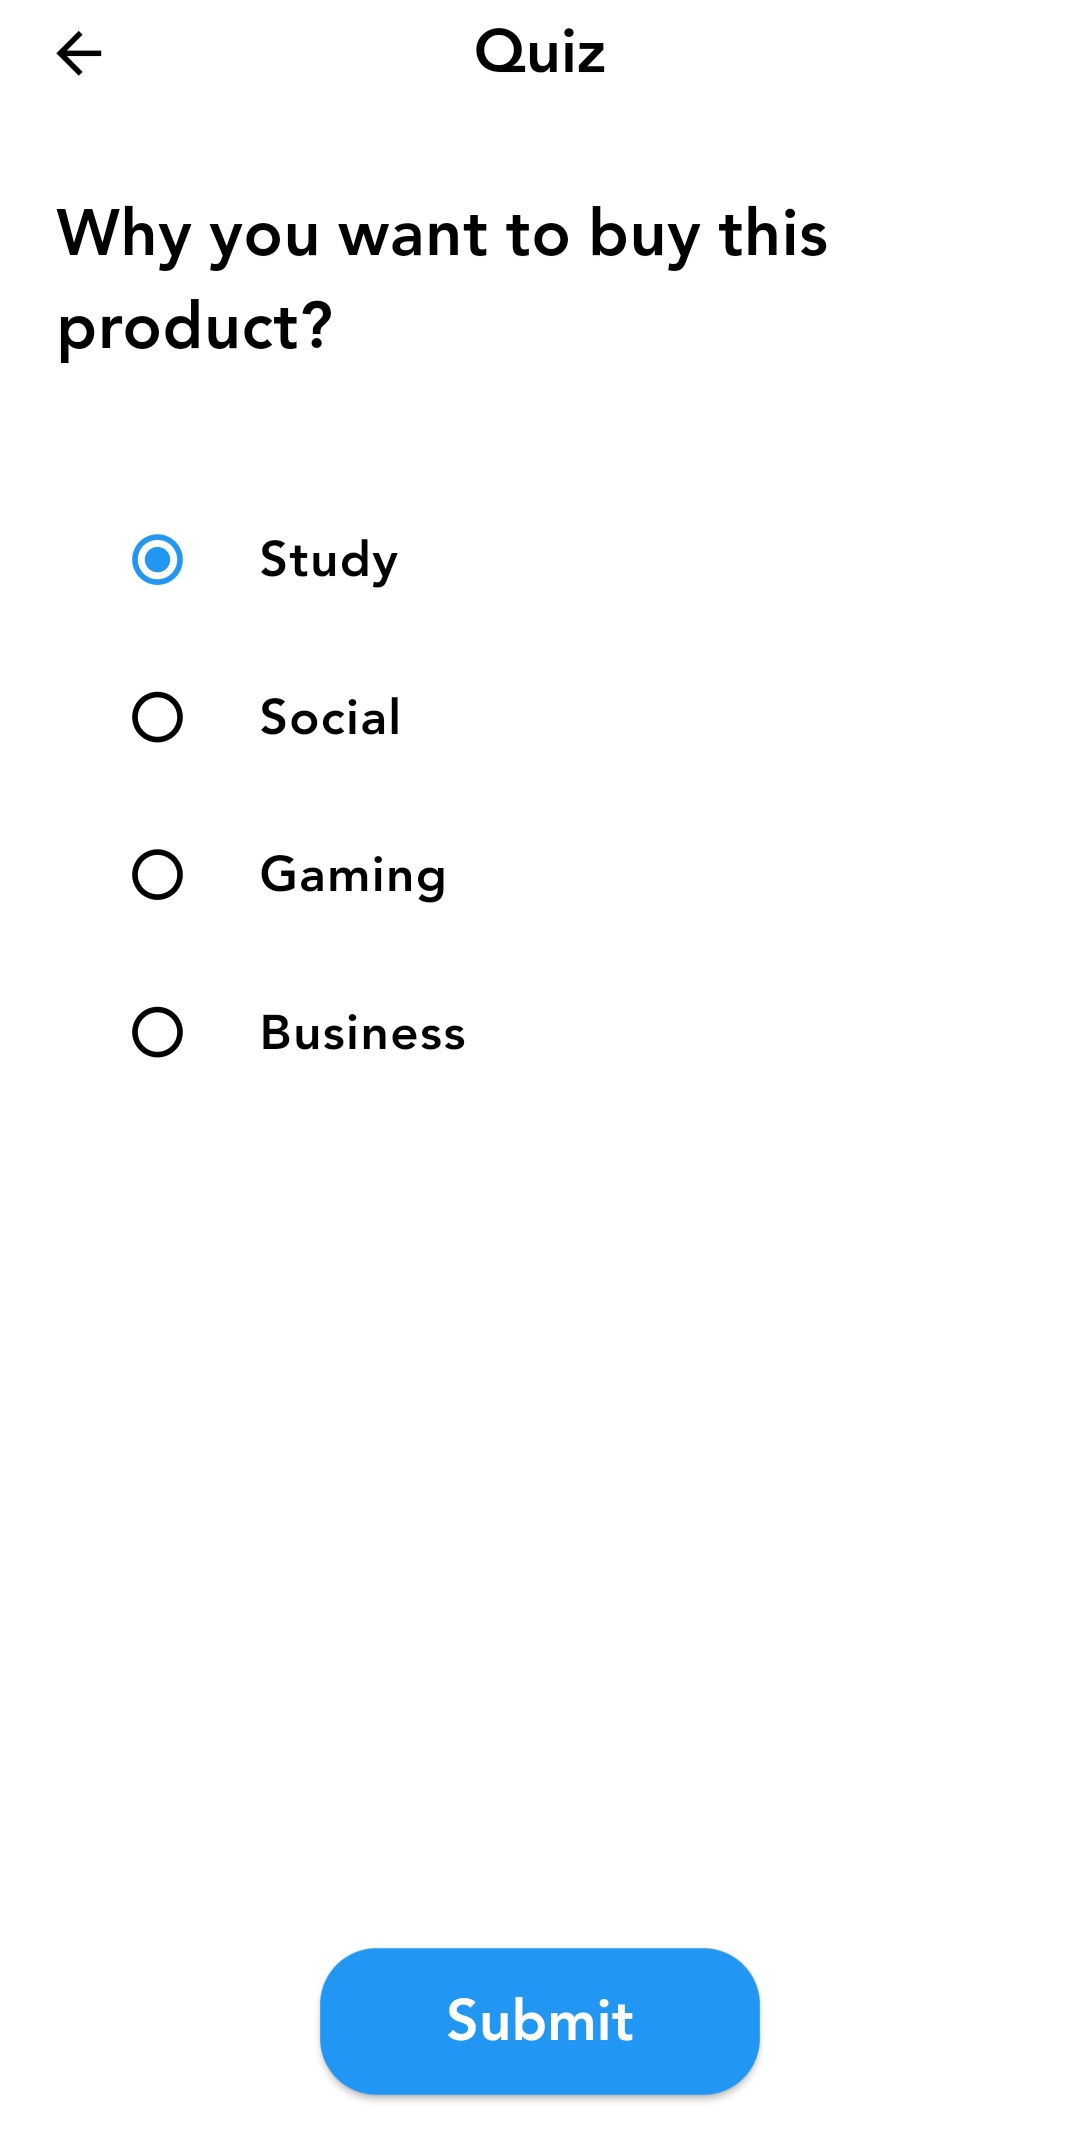 Quiz
Why you want to buy this
product?
Study
Social
Gaming
Business
Submit